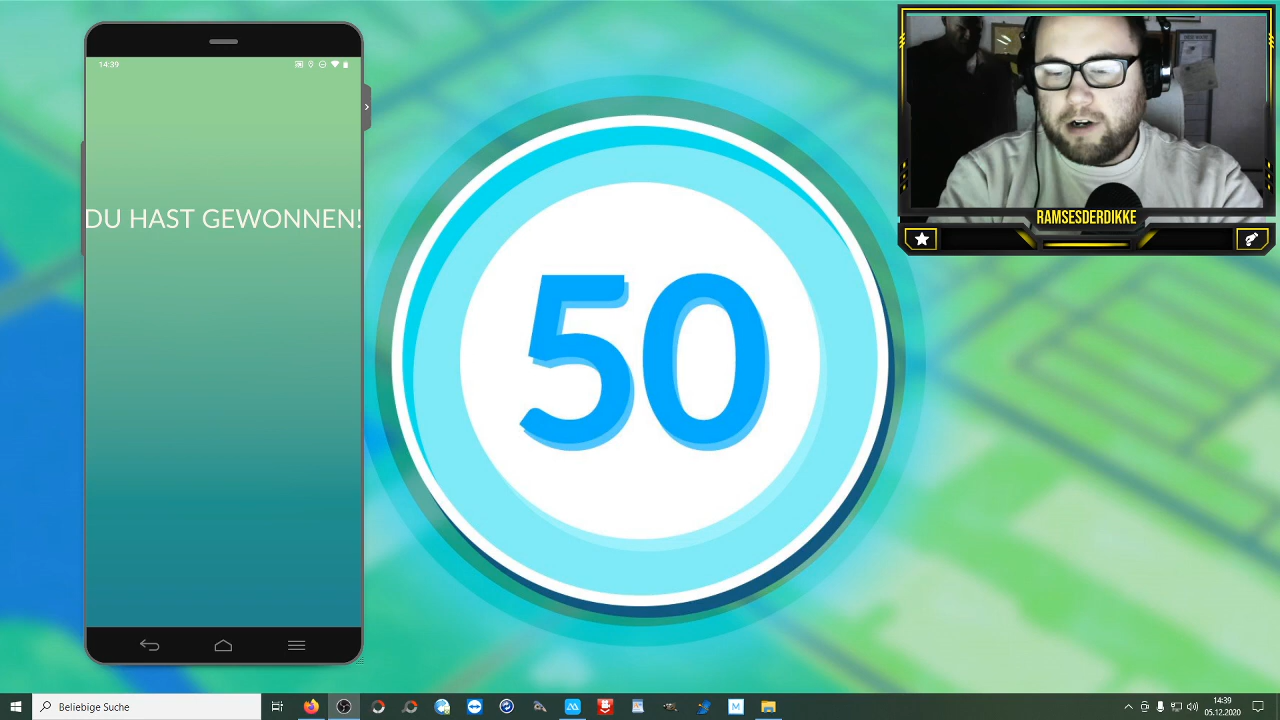 14:39
DU HAST GEWONNEN!
50
RAMSESDERDIKKE
Beliebige Suche
14:39
05.12.2020